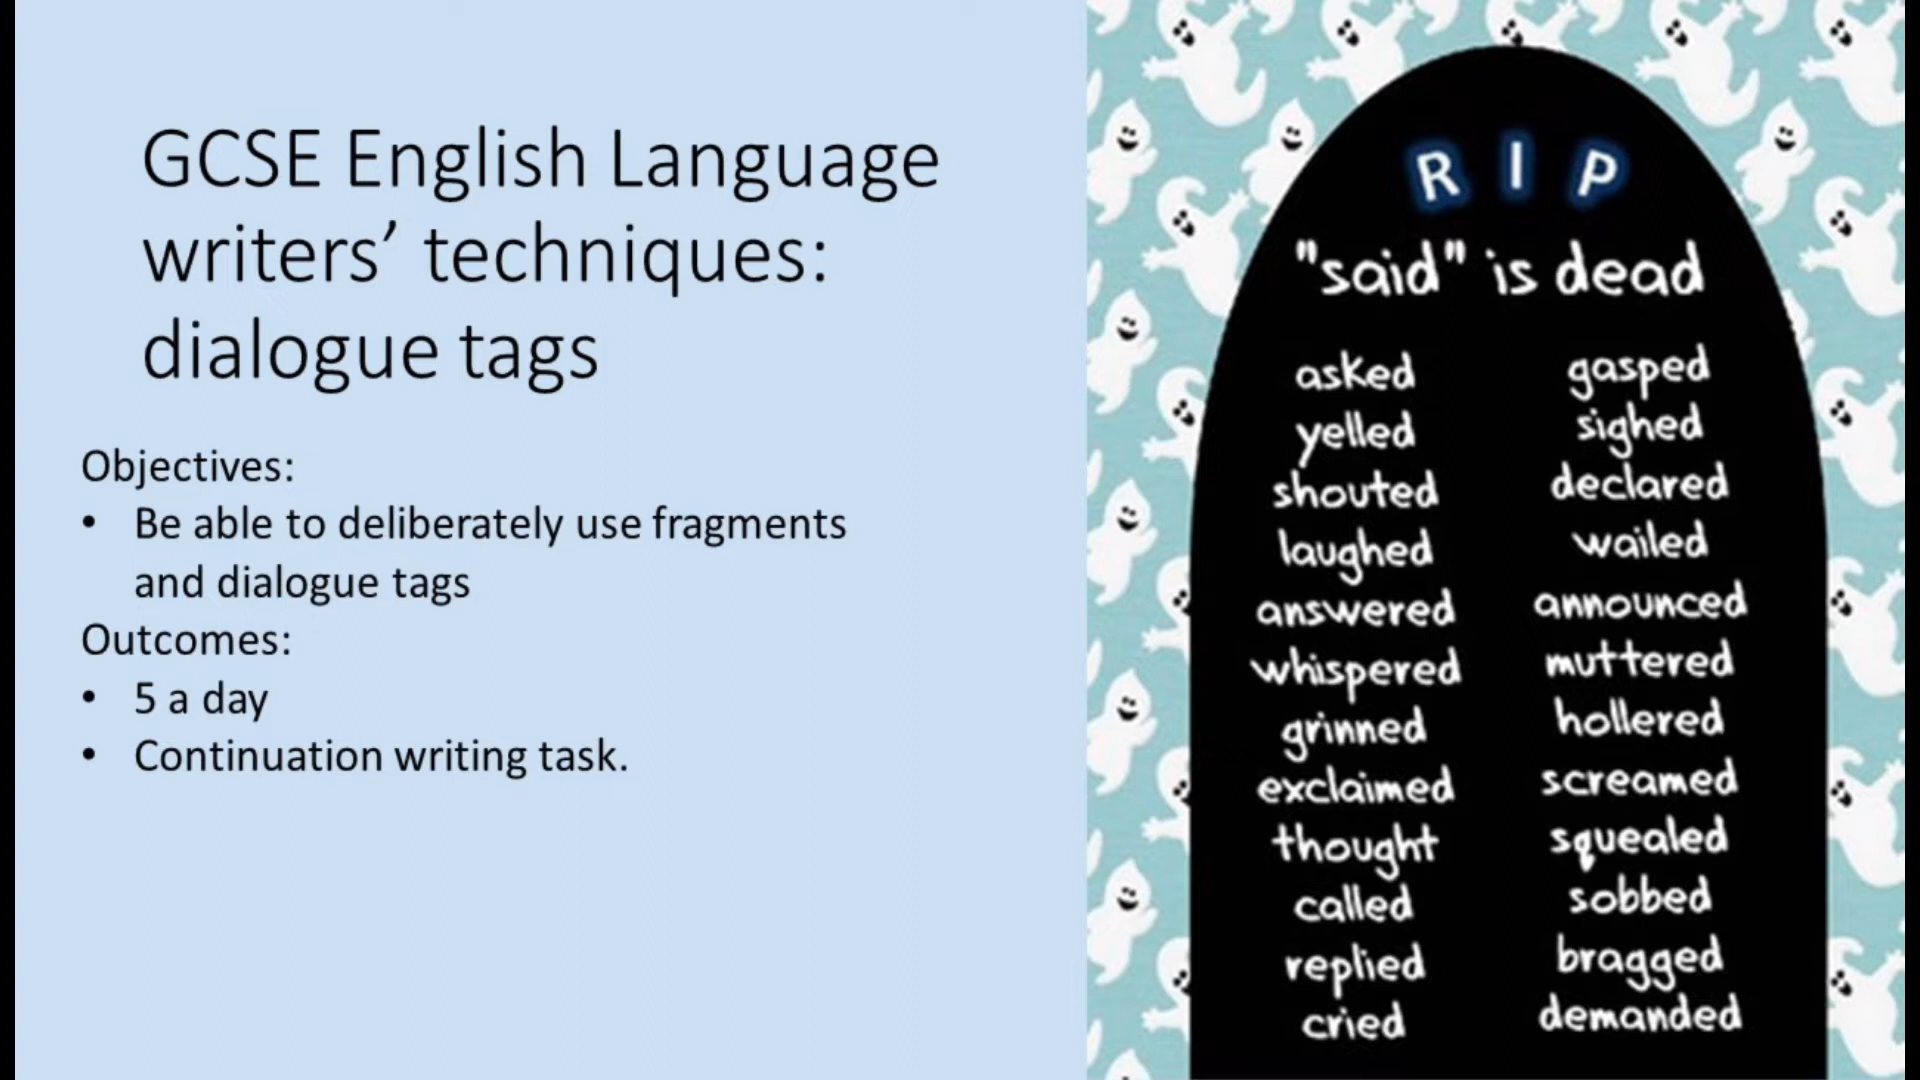 GCSE English Language
writers’ techniques:
dialogue tags
Objectives:
• Be able to deliberately use fragments
and dialogue tags
Outcomes:
• 5 a day
• Continuation writing task.
R I P
"said" is dead
asked
yelled
shouted
laughed
answered
whispered
grinned
exclaimed
thought
called
replied
cried
gasped
sighed
declared
wailed
announced
muttered
hollered
screamed
squealed
sobbed
bragged
demanded